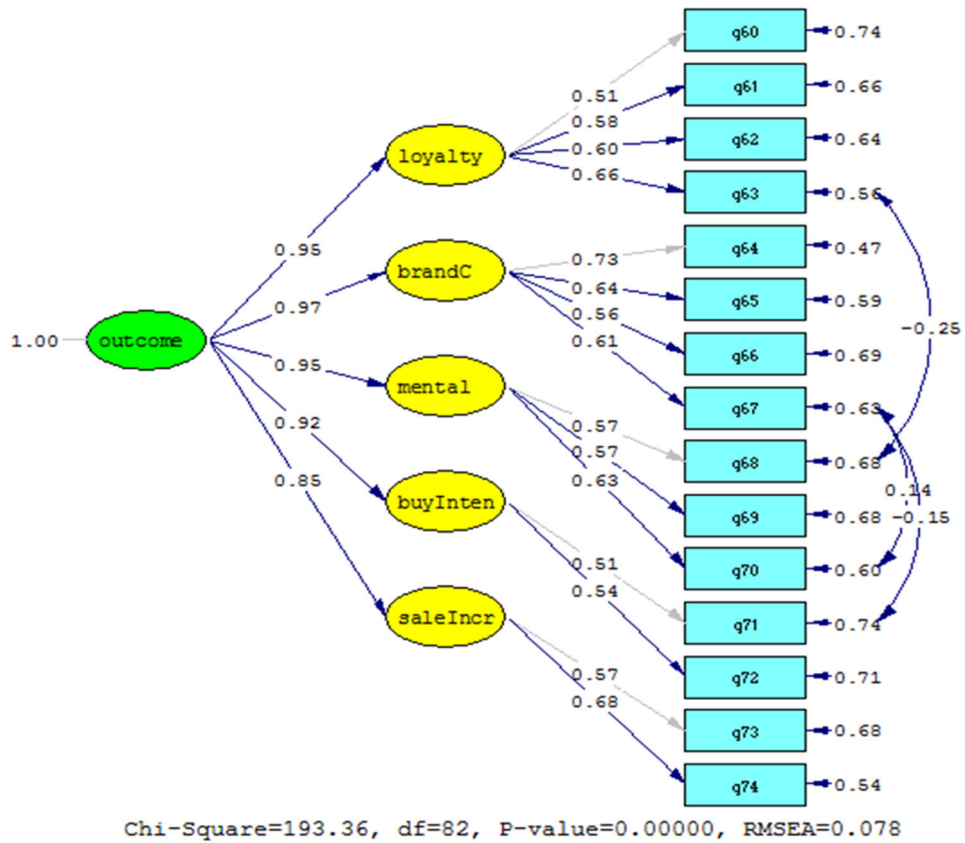 q60
0.74
0.51
q61
0.66
0.58
q62
0.64
0.60
loyalty
q63
0.56
0.66
q64
0.47
0.95
0.73
brandC
q65
0.59
0.64
0.97
q66
0.69
0.56
-0.25
1.00
outcome
0.61
0.95
mental
q67
0.63
0.92
0.57
q68
0.68
0.57
0.85
0.63
0.14
q69
0.68
-0.15
buyInten
0.51
q70
0.60
0.54
saleIncr
q71
0.74
q72
0.71
0.57
0.68
q73
0.68
q74
0.54
Chi-Square=193.36, df=82, P-value=0.00000, RMSEA=0.078